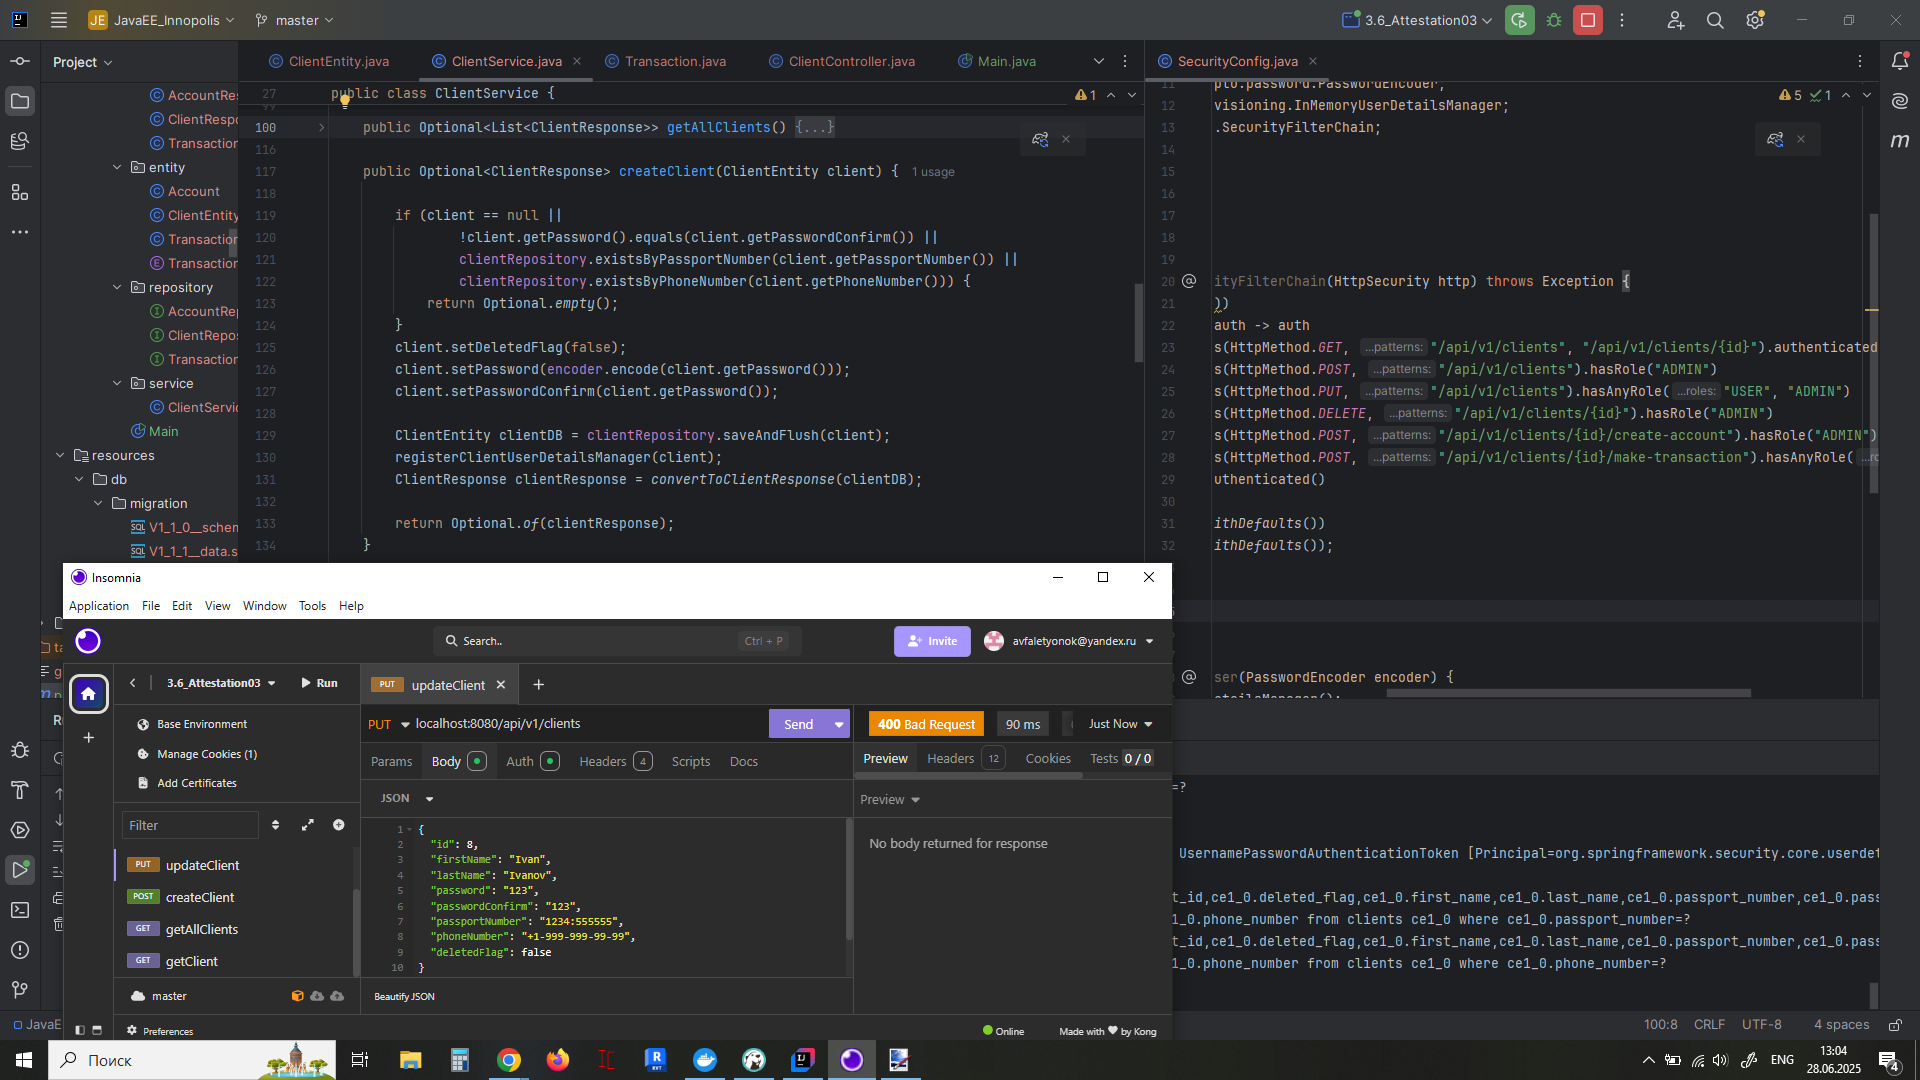 JE JavaEE_Innopolis master 3.6_Attestation03
Project
ClientEntity.java ClientService.java Transaction.java ClientController.java Main.java SecurityConfig.java
AccountRes
ClientRespo
Transaction
entity
Account
ClientEntity
Transaction
Transaction
repository
AccountRep
ClientRepos
Transaction
service
ClientServic
Main
resources
db
migration
V1_1_0__schem
V1_1_1__data.s
27 public class ClientService {
1
100 public Optional<List<ClientResponse>> getAllClients() {...}
116
117 public Optional<ClientResponse> createClient(ClientEntity client) { 1 usage
118
119 if (client == null ||
120 !client.getPassword().equals(client.getPasswordConfirm()) ||
121 clientRepository.existsByPassportNumber(client.getPassportNumber()) ||
122 clientRepository.existsByPhoneNumber(client.getPhoneNumber())) {
123 return Optional.empty();
124 }
125 client.setDeletedFlag(false);
126 client.setPassword(encoder.encode(client.getPassword()));
127 client.setPasswordConfirm(client.getPassword());
128
129 ClientEntity clientDB = clientRepository.saveAndFlush(client);
130 registerClientUserDetailsManager(client);
131 ClientResponse clientResponse = convertToClientResponse(clientDB);
132
133 return Optional.of(clientResponse);
134 }
11 pto.password.PasswordEncoder;
5 1
12 visioning.InMemoryUserDetailsManager;
13 .SecurityFilterChain;
14
15
16
17
18
19
20 ityFilterChain(HttpSecurity http) throws Exception {
21 ))
22 auth -> auth
23 s(HttpMethod.GET, ...patterns: "/api/v1/clients", "/api/v1/clients/{id}").authenticated
24 s(HttpMethod.POST, ...patterns: "/api/v1/clients").hasRole("ADMIN")
25 s(HttpMethod.PUT, ...patterns: "/api/v1/clients").hasAnyRole( ...roles: "USER", "ADMIN")
26 s(HttpMethod.DELETE, ...patterns: "/api/v1/clients/{id}").hasRole("ADMIN")
27 s(HttpMethod.POST, ...patterns: "/api/v1/clients/{id}/create-account").hasRole("ADMIN")
28 s(HttpMethod.POST, ...patterns: "/api/v1/clients/{id}/make-transaction").hasAnyRole( ...ro
29 uthenticated()
30
31 ithDefaults())
32 ithDefaults());
ser(PasswordEncoder encoder) {
Insomnia
Application File Edit View Window Tools Help
Search.. Ctrl + P Invite avfaletyonok@yandex.ru
3.6_Attestation03 Run
PUT updateClient
Base Environment
Manage Cookies (1)
Add Certificates
Filter
PUT updateClient
POST createClient
GET getAllClients
GET getClient
master
Preferences
PUT localhost:8080/api/v1/clients Send
Params Body Auth Headers 4 Scripts Docs
JSON
1 {
2 "id": 8,
3 "firstName": "Ivan",
4 "lastName": "Ivanov",
5 "password": "123",
6 "passwordConfirm": "123",
7 "passportNumber": "1234:555555",
8 "phoneNumber": "+1-999-999-99-99",
9 "deletedFlag": false
10 }
Beautify JSON
400 Bad Request 90 ms Just Now
Preview Headers 12 Cookies Tests 0 / 0
Preview
No body returned for response
Online Made with by Kong
=?
UsernamePasswordAuthenticationToken [Principal=org.springframework.security.core.userdet
t_id,ce1_0.deleted_flag,ce1_0.first_name,ce1_0.last_name,ce1_0.passport_number,ce1_0.pass
1_0.phone_number from clients ce1_0 where ce1_0.passport_number=?
t_id,ce1_0.deleted_flag,ce1_0.first_name,ce1_0.last_name,ce1_0.passport_number,ce1_0.pass
1_0.phone_number from clients ce1_0 where ce1_0.phone_number=?
JavaE
100:8 CRLF UTF-8 4 spaces
Поиск
ENG
13:04
28.06.2025
4